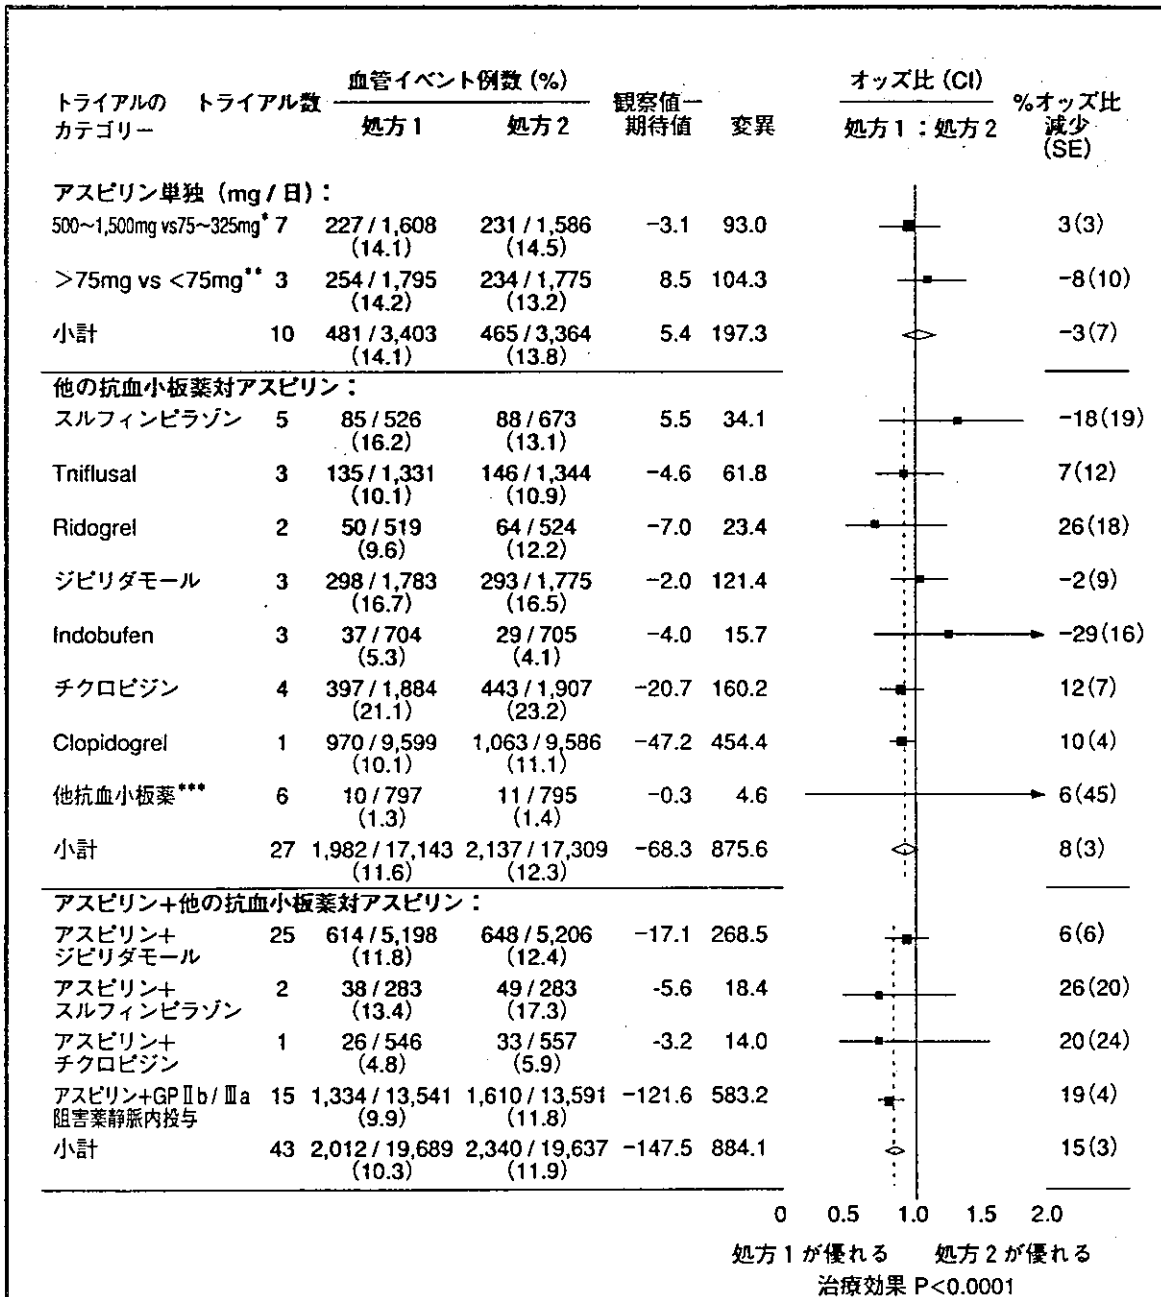 血管イベント例数 (%)
オッズ比 (CI)
トライアルの
カテゴリー
トライアル数
処方1
処方2
観察値ー
期待値
変異
処方1：処方2
%オッズ比
減少
(SE)
アスピリン単独（mg / 日）：
500~1,500mg vs75~325mg* 7 227 / 1,608 231 / 1,586 −3.1 93.0 3(3)
(14.1) (14.5)
>75mg vs <75mg** 3 254 / 1,795 234 / 1,775 8.5 104.3 −8(10)
(14.2) (13.2)
小計 10 481 / 3,403 465 / 3,364 5.4 197.3 −3(7)
(14.1) (13.8)
他の抗血小板薬対アスピリン：
スルフィンピラゾン 5 85 / 526 88 / 673 5.5 34.1 −18(19)
(16.2) (13.1)
Tniflusal 3 135 / 1,331 146 / 1,344 −4.6 61.8 7(12)
(10.1) (10.9)
Ridogrel 2 50 / 519 64 / 524 −7.0 23.4 26(18)
(9.6) (12.2)
ジピリダモール 3 298 / 1,783 293 / 1,775 −2.0 121.4 −2(9)
(16.7) (16.5)
Indobufen 3 37 / 704 29 / 705 −4.0 15.7 −29(16)
(5.3) (4.1)
チクロピジン 4 397 / 1,884 443 / 1,907 −20.7 160.2 12(7)
(21.1) (23.2)
Clopidogrel 1 970 / 9,599 1,063 / 9,586 −47.2 454.4 10(4)
(10.1) (11.1)
他抗血小板薬*** 6 10 / 797 11 / 795 −0.3 4.6 6(45)
(1.3) (1.4)
小計 27 1,982 / 17,143 2,137 / 17,309 −68.3 875.6 8(3)
(11.6) (12.3)
アスピリン+他の抗血小板薬対アスピリン：
アスピリン+ 25 614 / 5,198 648 / 5,206 −17.1 268.5 6(6)
ジピリダモール (11.8) (12.4)
アスピリン+ 2 38 / 283 49 / 283 -5.6 18.4 26(20)
スルフィンピラゾン (13.4) (17.3)
アスピリン+ 1 26 / 546 33 / 557 -3.2 14.0 20(24)
チクロピジン (4.8) (5.9)
アスピリン+GPⅡb / Ⅲa 15 1,334 / 13,541 1,610 / 13,591 −121.6 583.2 19(4)
阻害薬静脈内投与 (9.9) (11.8)
小計 43 2,012 / 19,689 2,340 / 19,637 −147.5 884.1 15(3)
(10.3) (11.9)
0 0.5 1.0 1.5 2.0
処方1が優れる 処方2が優れる
治療効果 P<0.0001